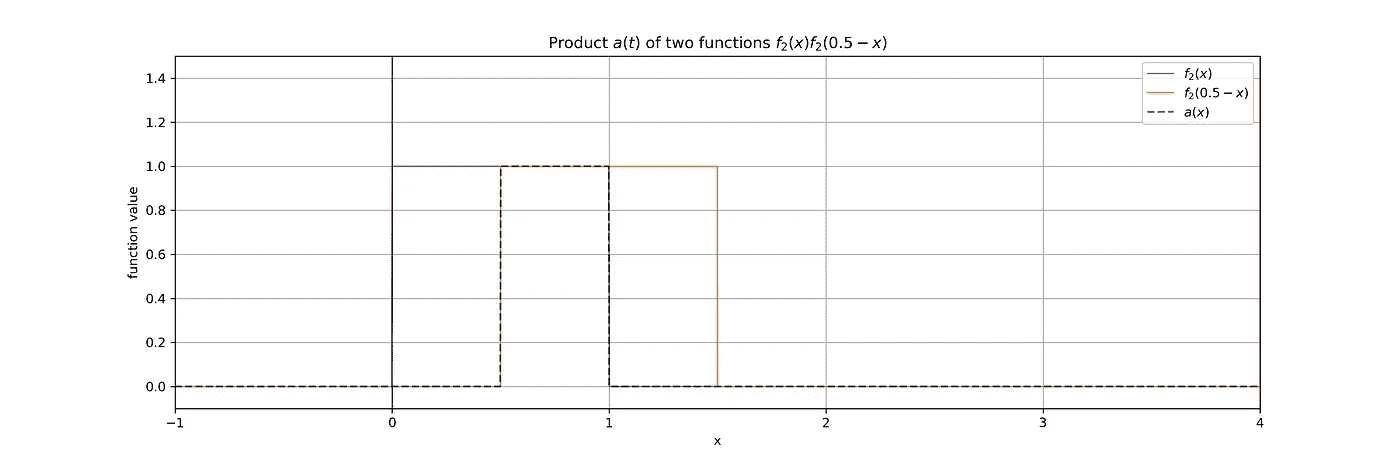 Product a(t) of two functions f₂(x)f₂(0.5 − x)
f₂(x)
f₂(0.5 − x)
a(x)
function value
1.4
1.2
1.0
0.8
0.6
0.4
0.2
0.0
−1
0
1
2
3
4
x